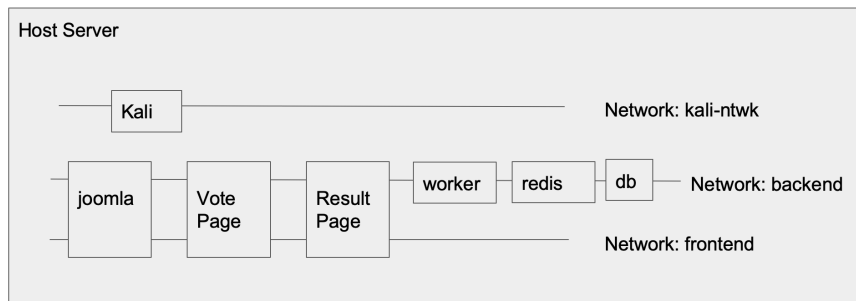 Host Server
Kali
Network: kali-ntwk
joomla
Vote
Page
Result
Page
worker
redis
db
Network: backend
Network: frontend